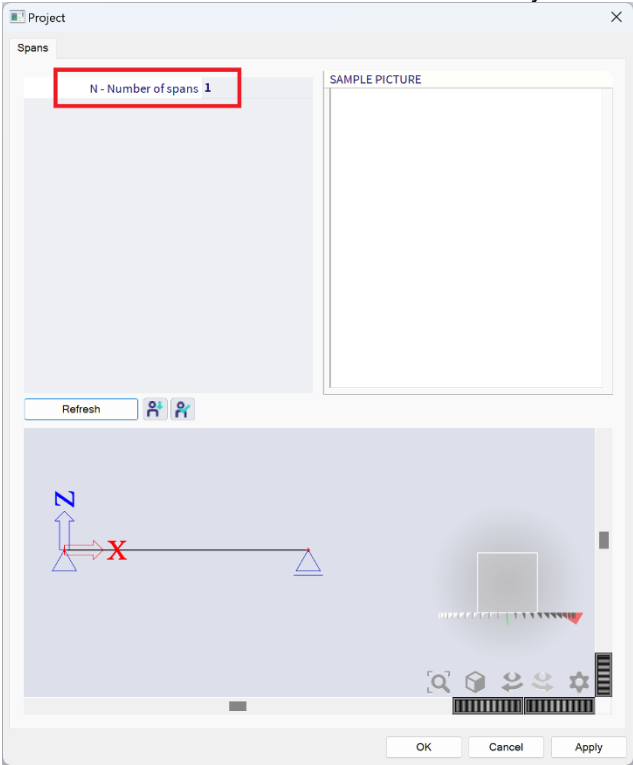 Project
Spans
N - Number of spans 1
SAMPLE PICTURE
Refresh
Z
X
OK Cancel Apply